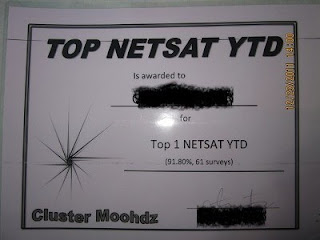 TOP NETSAT YTD
Is awarded to
for
Top 1 NETSAT YTD
(91.80%, 61 surveys)
Cluster Moohdz